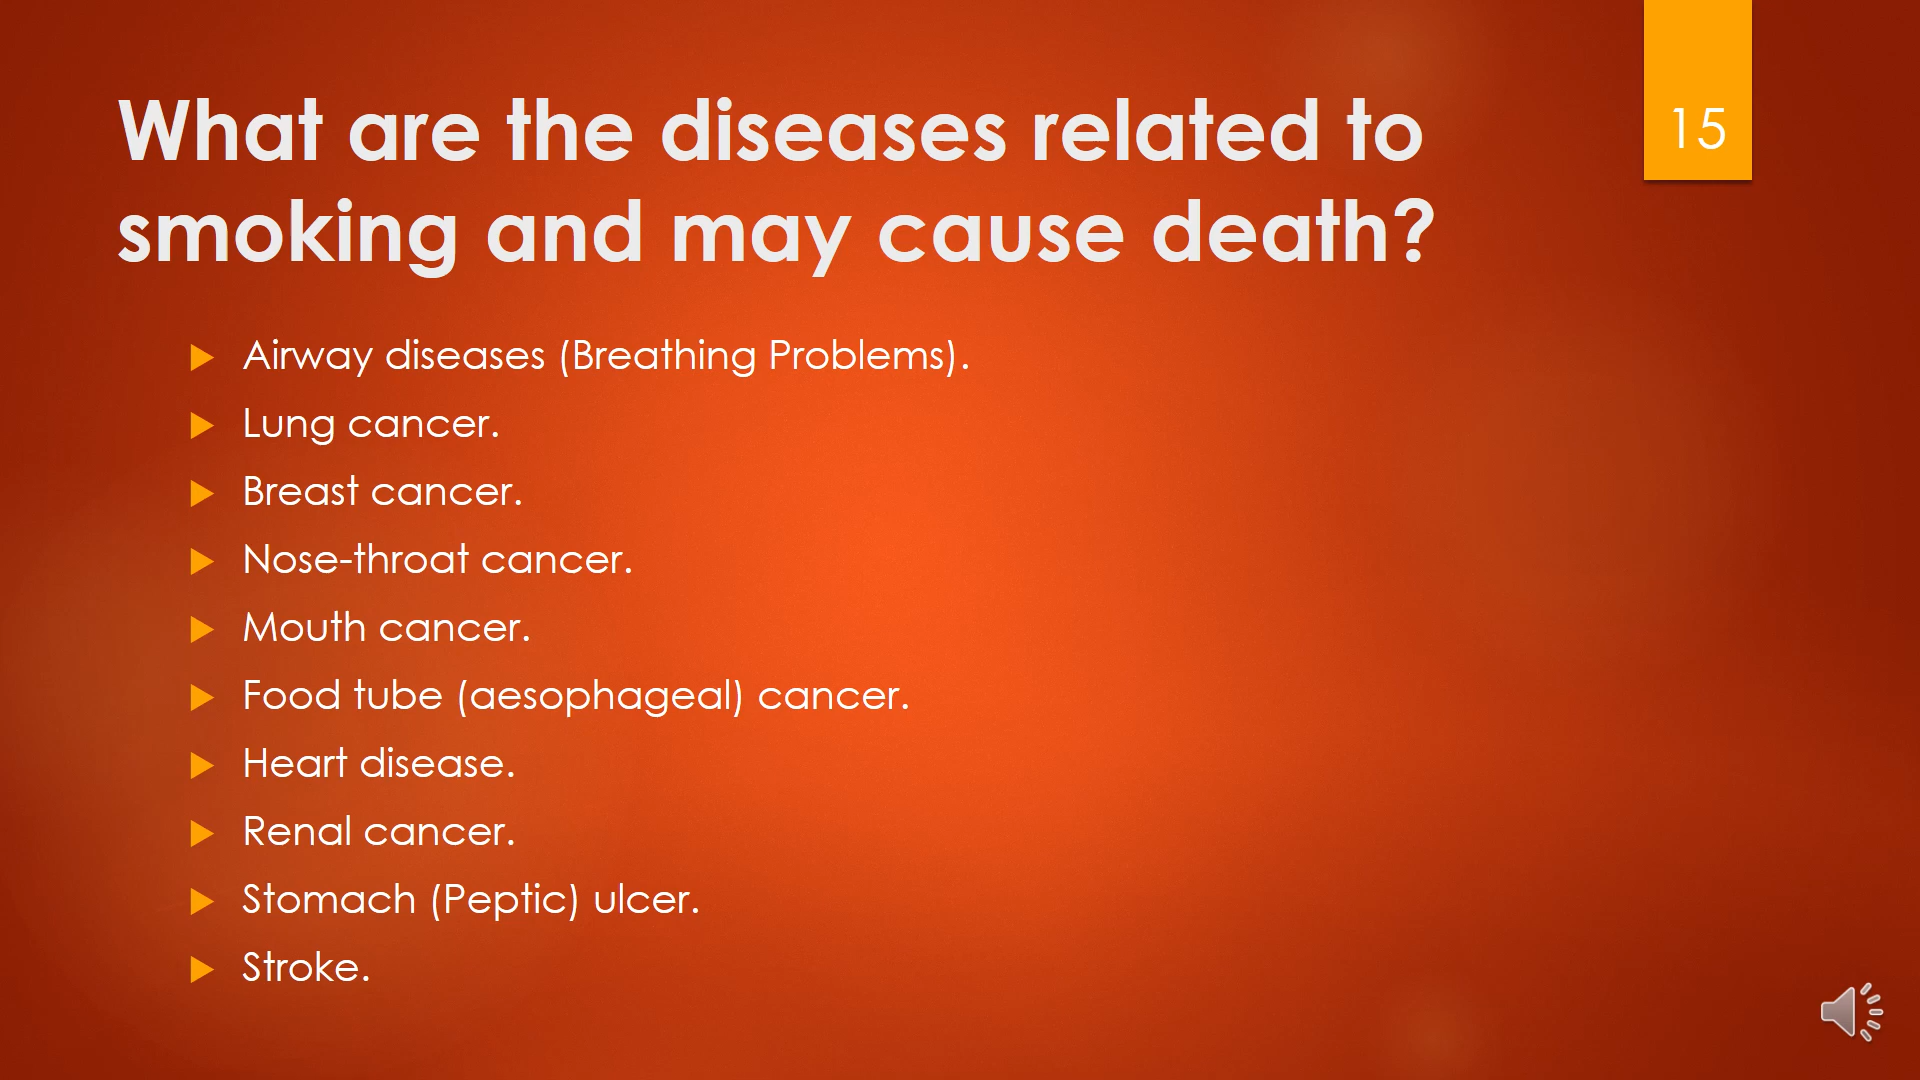 What are the diseases related to
smoking and may cause death?
15
Airway diseases (Breathing Problems).
Lung cancer.
Breast cancer.
Nose-throat cancer.
Mouth cancer.
Food tube (aesophageal) cancer.
Heart disease.
Renal cancer.
Stomach (Peptic) ulcer.
Stroke.